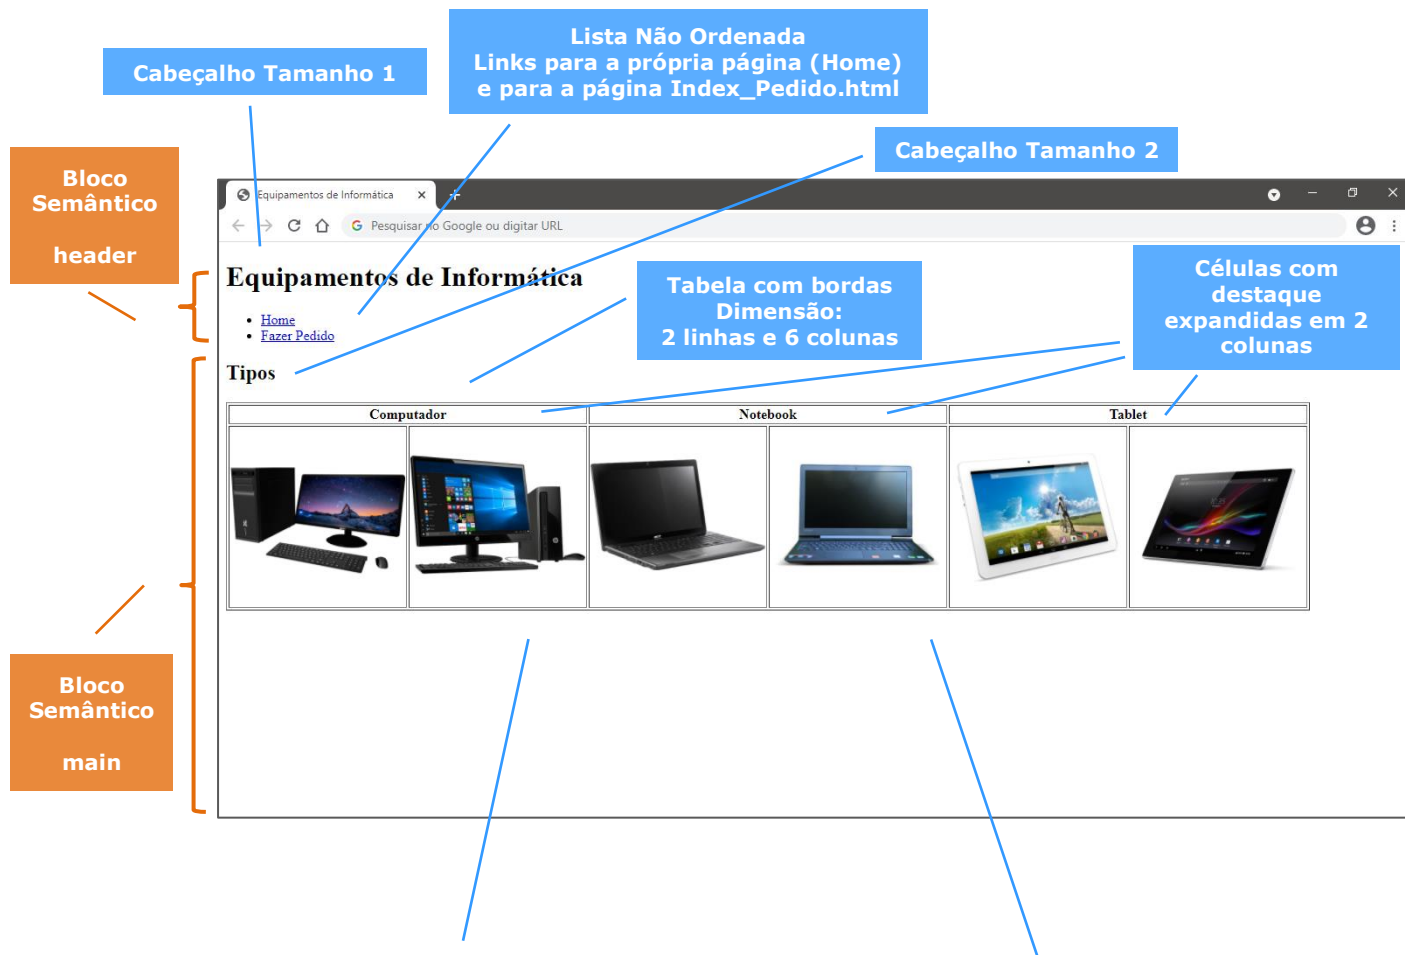 Lista Não Ordenada
Links para a própria página (Home)
e para a página Index_Pedido.html
Cabeçalho Tamanho 1
Cabeçalho Tamanho 2
Bloco
Semântico
header
Equipamentos de Informática
Pesquisar no Google ou digitar URL
Equipamentos de Informática
Home
Fazer Pedido
Tabela com bordas
Dimensão:
2 linhas e 6 colunas
Células com
destaque
expandidas em 2
colunas
Tipos
Computador
Notebook
Tablet
Bloco
Semântico
main